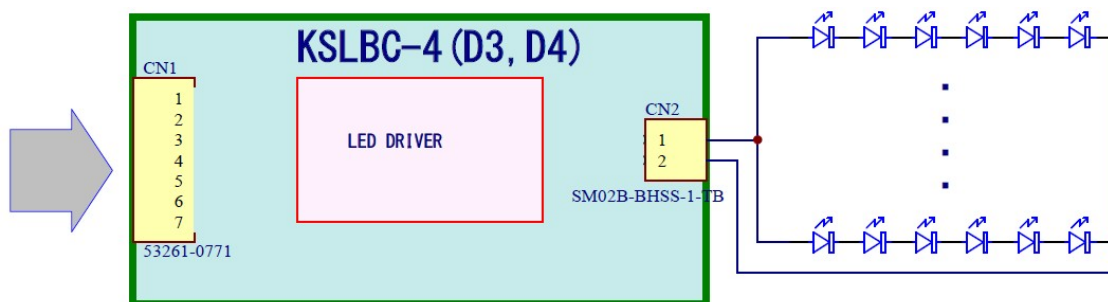 KSLBC-4(D3,D4)
CN1
1
2
3
4
5
6
7
53261-0771
LED DRIVER
CN2
1
2
SM02B-BHSS-1-TB